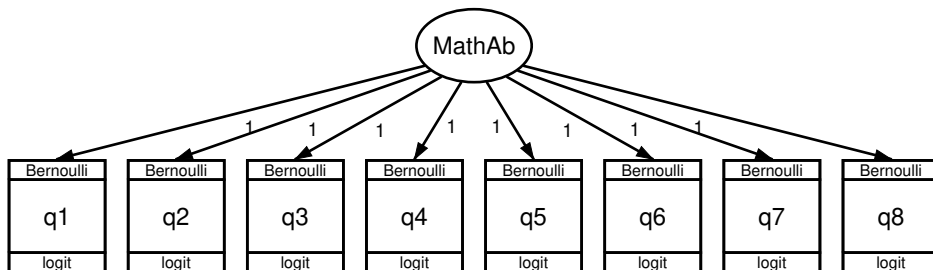 MathAb
1 1 1 1 1 1 1 1
Bernoulli Bernoulli Bernoulli Bernoulli Bernoulli Bernoulli Bernoulli Bernoulli
q1 q2 q3 q4 q5 q6 q7 q8
logit logit logit logit logit logit logit logit